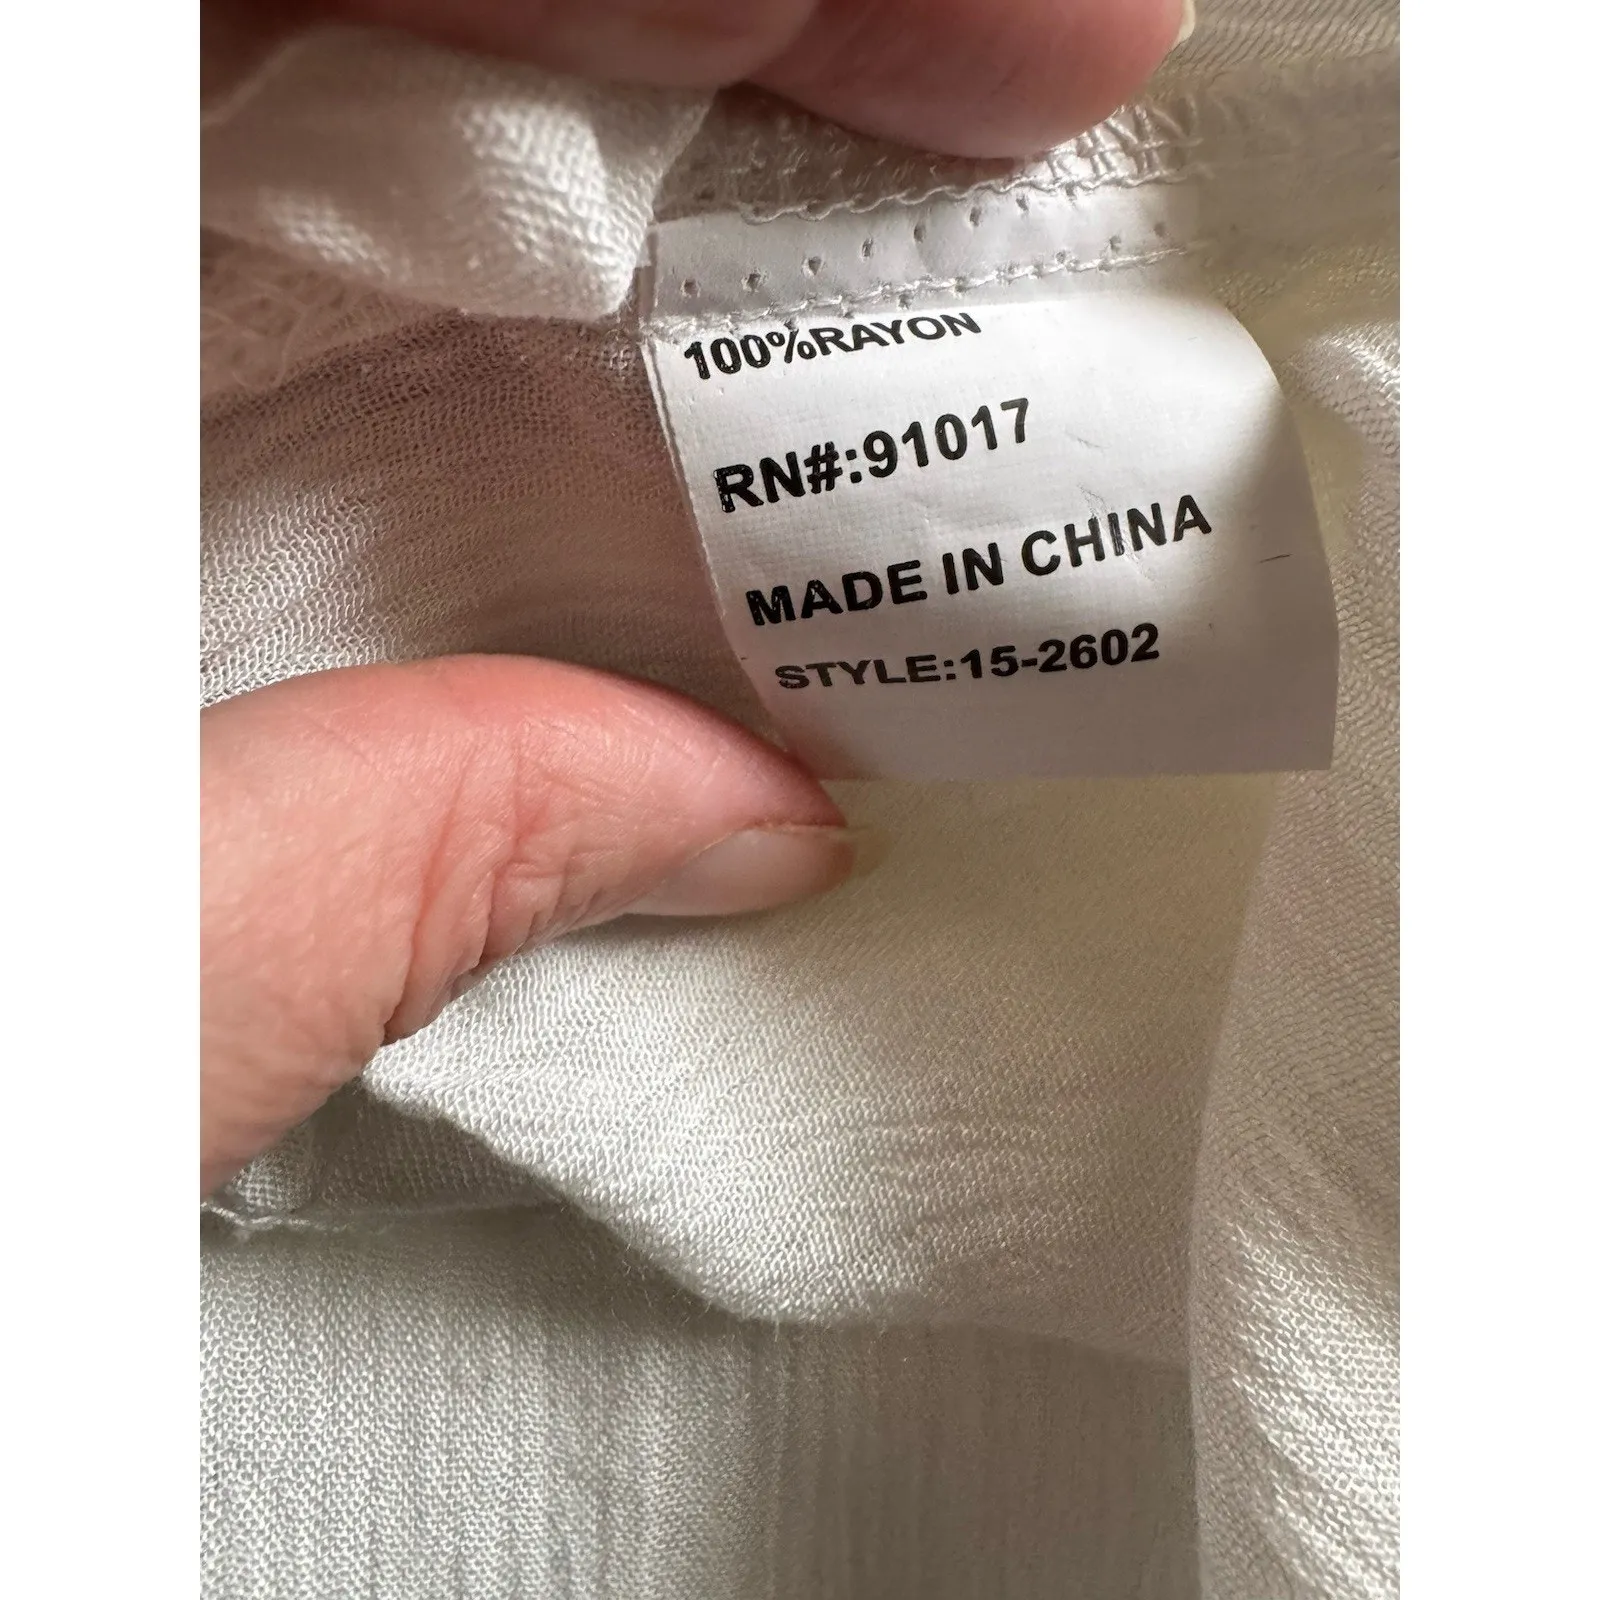 100%RAYON
RN#:91017
MADE IN CHINA
STYLE:15-2602